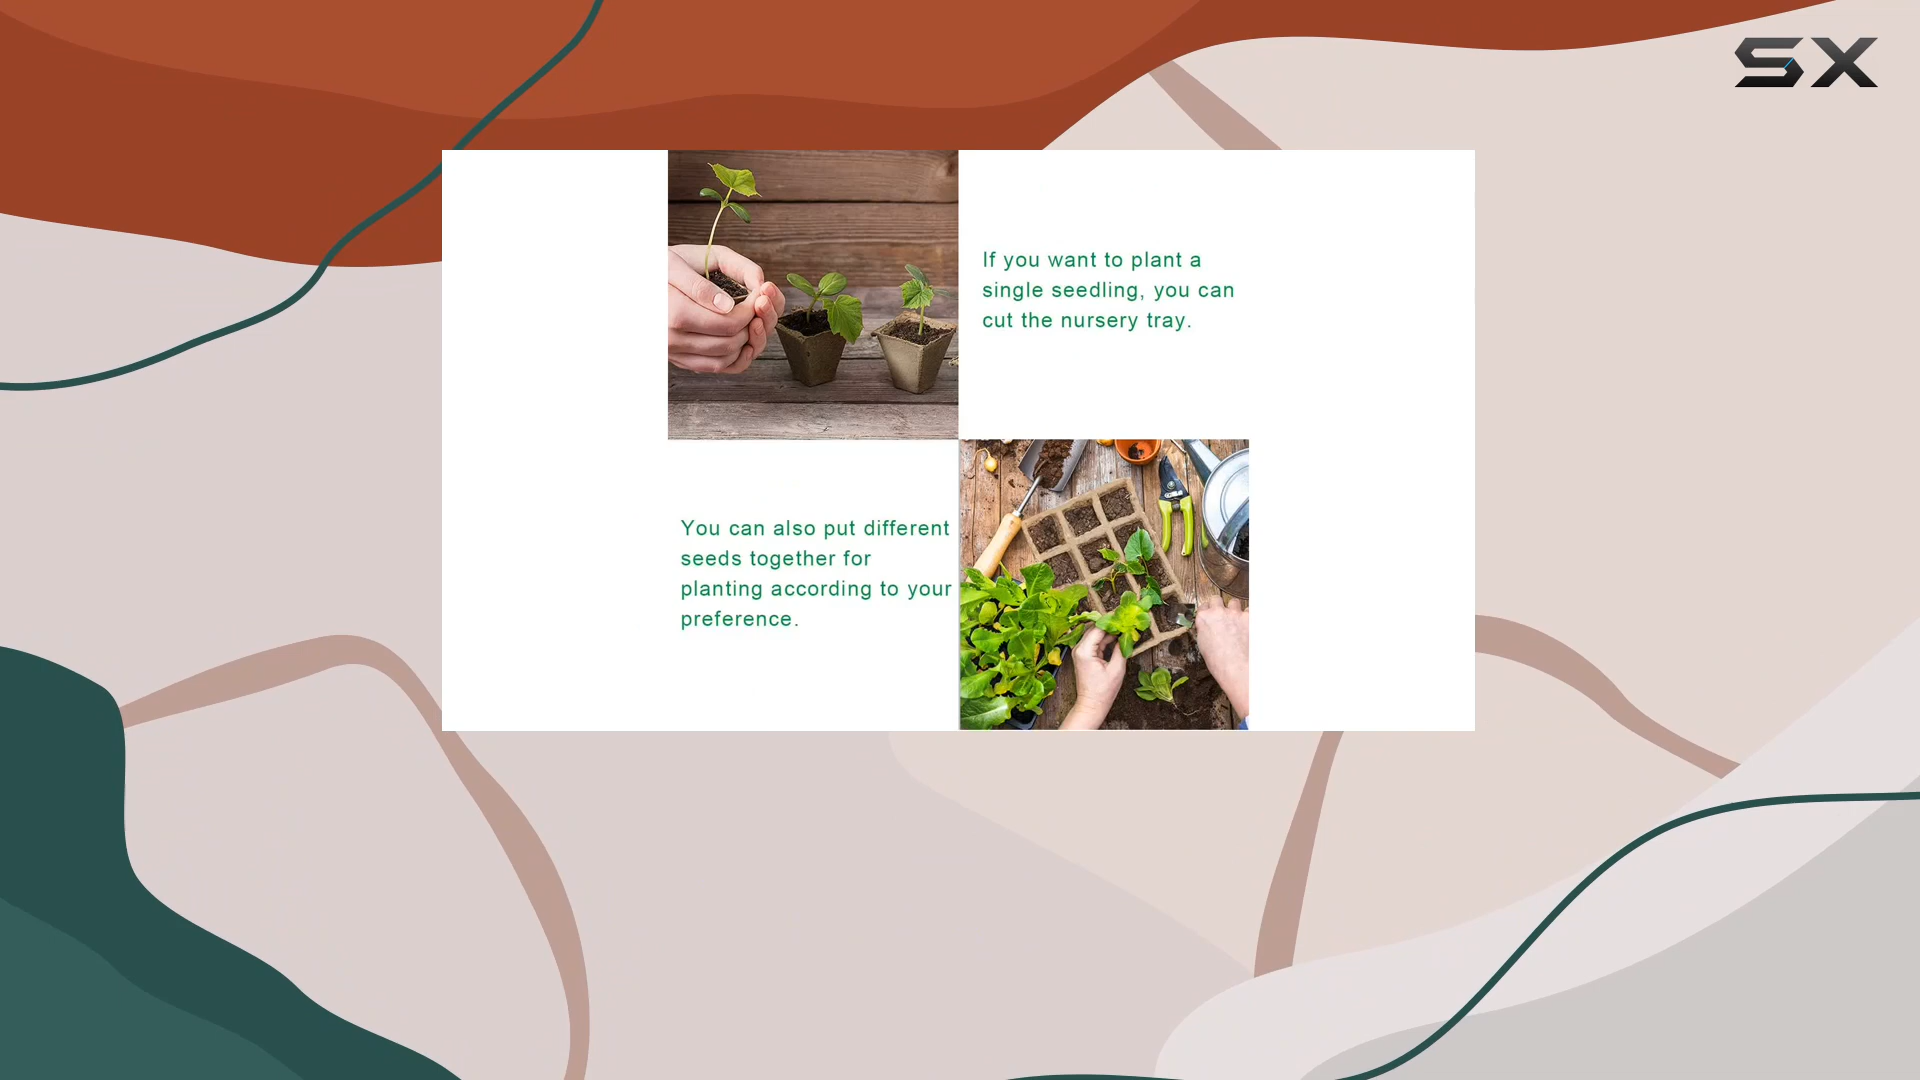 SX
If you want to plant a
single seedling, you can
cut the nursery tray.
You can also put different
seeds together for
planting according to your
preference.